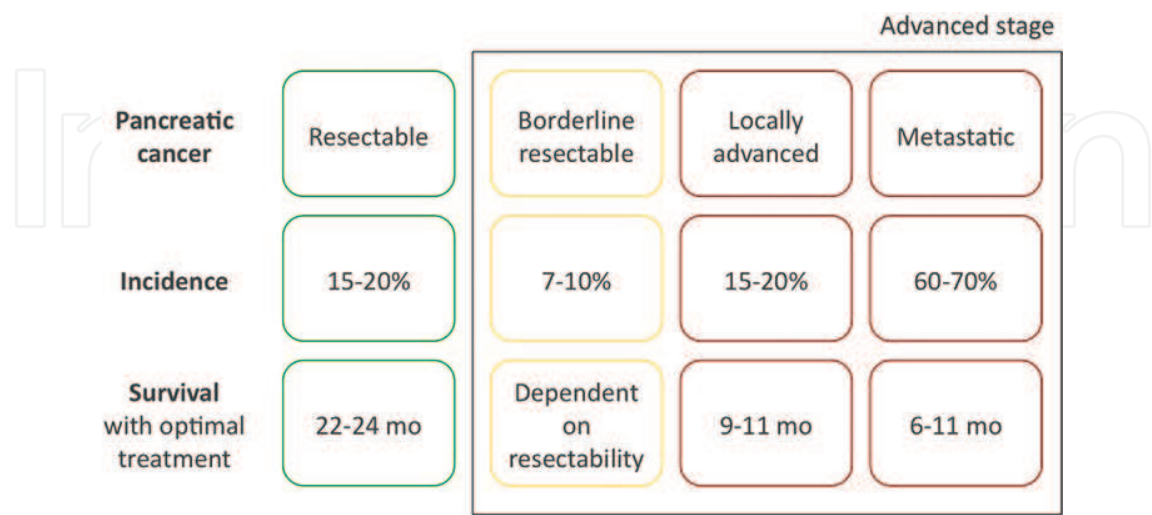 Advanced stage
Pancreatic
cancer
Resectable
Borderline
resectable
Locally
advanced
Metastatic
Incidence
15-20%
7-10%
15-20%
60-70%
Survival
with optimal
treatment
22-24 mo
Dependent
on
resectability
9-11 mo
6-11 mo